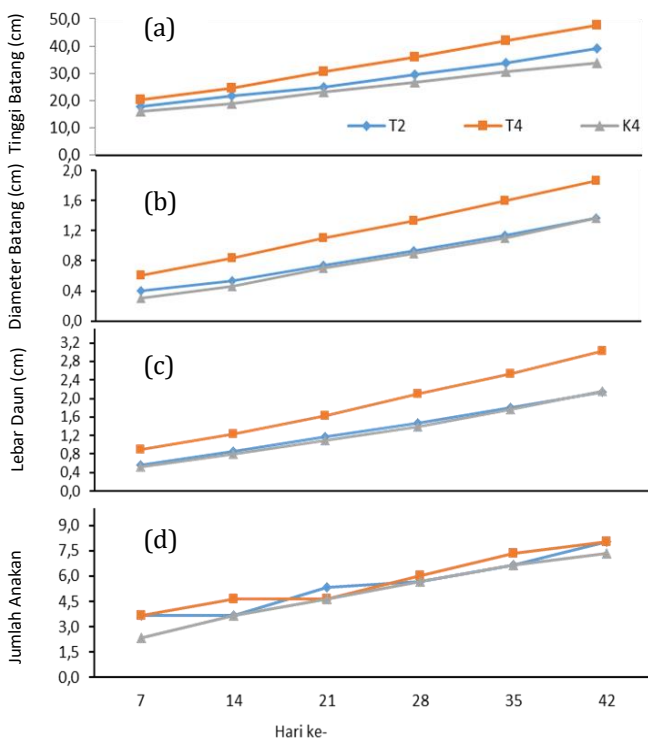 50,0
40,0
30,0
20,0
10,0
0,0
Tinggi Batang (cm)
(a)
T2 T4 K4
2,0
1,6
1,2
0,8
0,4
0,0
Diameter Batang (cm)
(b)
3,2
2,8
2,4
2,0
1,6
1,2
0,8
0,4
0,0
Lebar Daun (cm)
(c)
9,0
7,5
6,0
4,5
3,0
1,5
0,0
Jumlah Anakan
(d)
7 14 21 28 35 42
Hari ke-